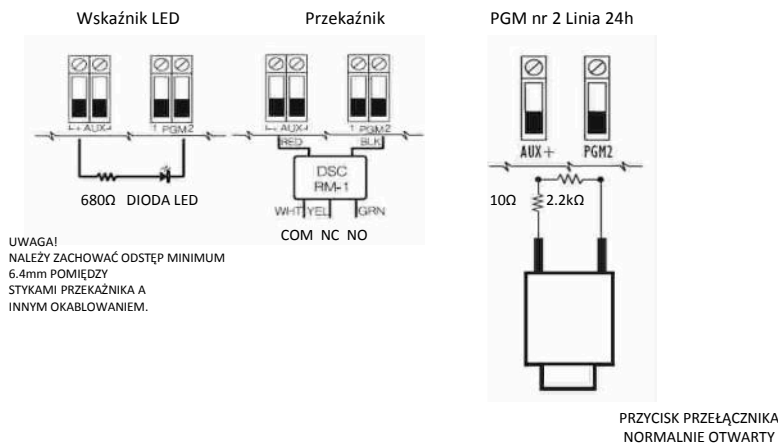 Wskaźnik LED
Przekaźnik
PGM nr 2 Linia 24h
AUX
1 PGM2
680Ω DIODA LED
AUX
1 PGM2
RED
BLK
DSC
RM-1
WHT YEL GRN
COM NC NO
AUX+ PGM2
10Ω 2.2kΩ
UWAGA!
NALEŻY ZACHOWAĆ ODSTĘP MINIMUM
6.4mm POMIĘDZY
STYKAMI PRZEKAŹNIKA A
INNYM OKABLOWANIEM.
PRZYCISK PRZEŁĄCZNIKA
NORMALNIE OTWARTY